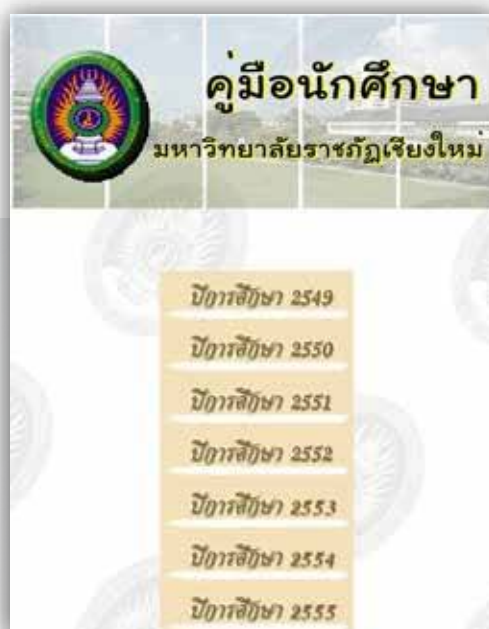 คู่มือนักศึกษา
มหาวิทยาลัยราชภัฏเชียงใหม่
ปีการศึกษา 2549
ปีการศึกษา 2550
ปีการศึกษา 2551
ปีการศึกษา 2552
ปีการศึกษา 2553
ปีการศึกษา 2554
ปีการศึกษา 2555